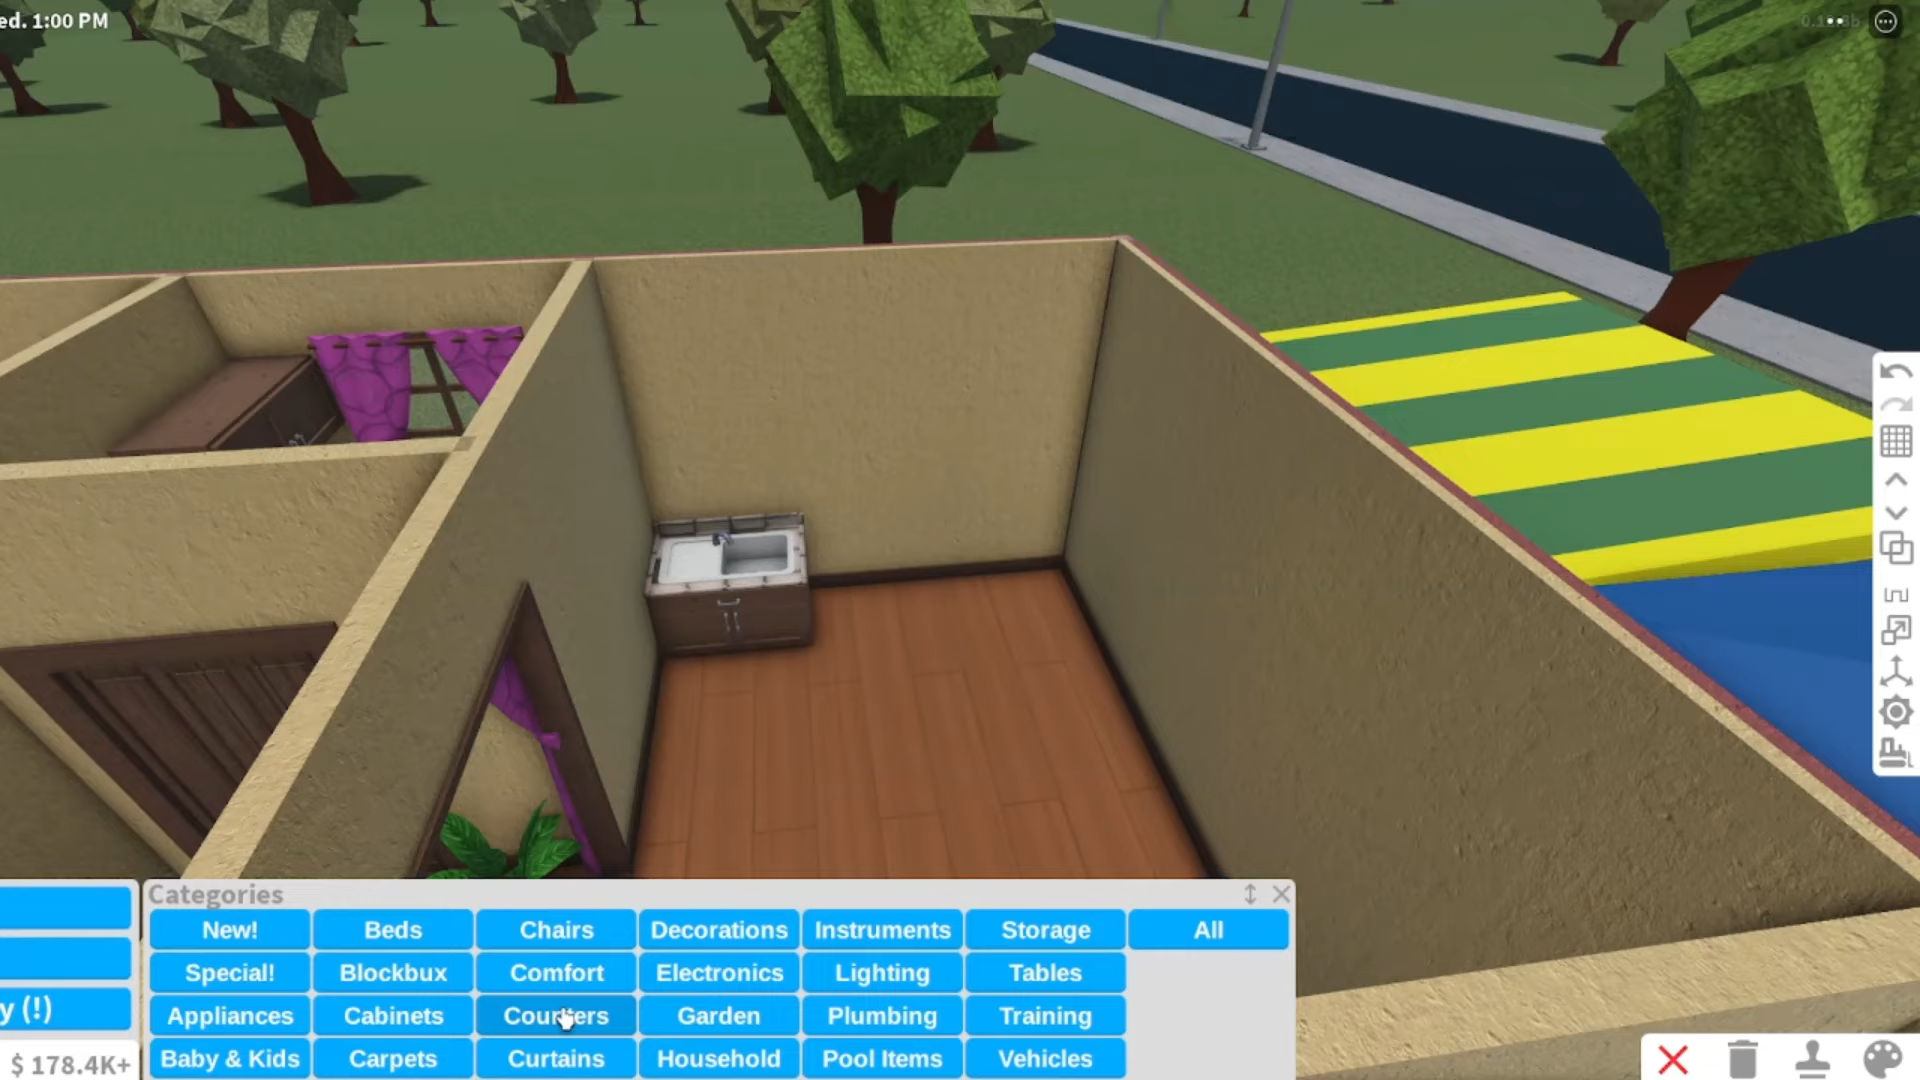 ed. 1:00 PM
Categories
New! Beds Chairs Decorations Instruments Storage All
Special! Blockbux Comfort Electronics Lighting Tables
Appliances Cabinets Counters Garden Plumbing Training
Baby & Kids Carpets Curtains Household Pool Items Vehicles
y (!)
$ 178.4K+